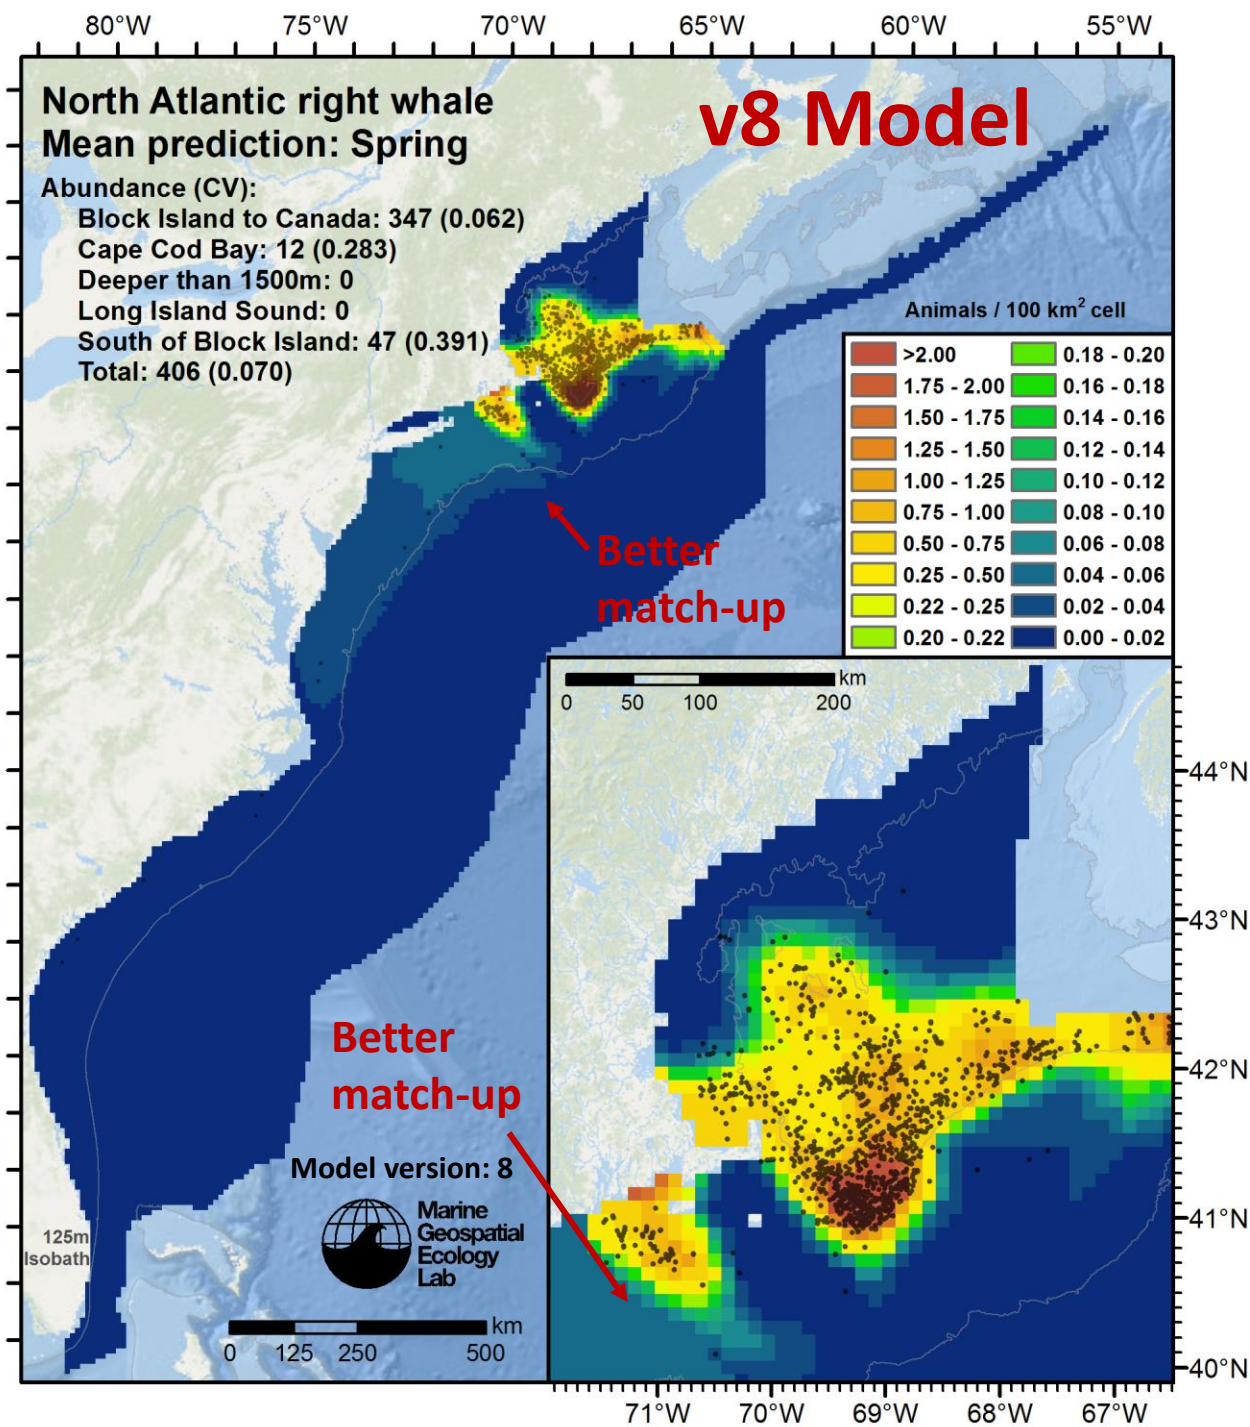 80°W 75°W 70°W 65°W 60°W 55°W
North Atlantic right whale
Mean prediction: Spring
v8 Model
Abundance (CV):
Block Island to Canada: 347 (0.062)
Cape Cod Bay: 12 (0.283)
Deeper than 1500m: 0
Long Island Sound: 0
South of Block Island: 47 (0.391)
Total: 406 (0.070)
Animals / 100 km² cell
>2.00 0.18 - 0.20
1.75 - 2.00 0.16 - 0.18
1.50 - 1.75 0.14 - 0.16
1.25 - 1.50 0.12 - 0.14
1.00 - 1.25 0.10 - 0.12
0.75 - 1.00 0.08 - 0.10
0.50 - 0.75 0.06 - 0.08
0.25 - 0.50 0.04 - 0.06
0.22 - 0.25 0.02 - 0.04
0.20 - 0.22 0.00 - 0.02
Better
match-up
km
0 50 100 200
44°N
43°N
42°N
41°N
40°N
Better
match-up
Model version: 8
Marine
Geospatial
Ecology
Lab
125m
Isobath
km
0 125 250 500
71°W 70°W 69°W 68°W 67°W